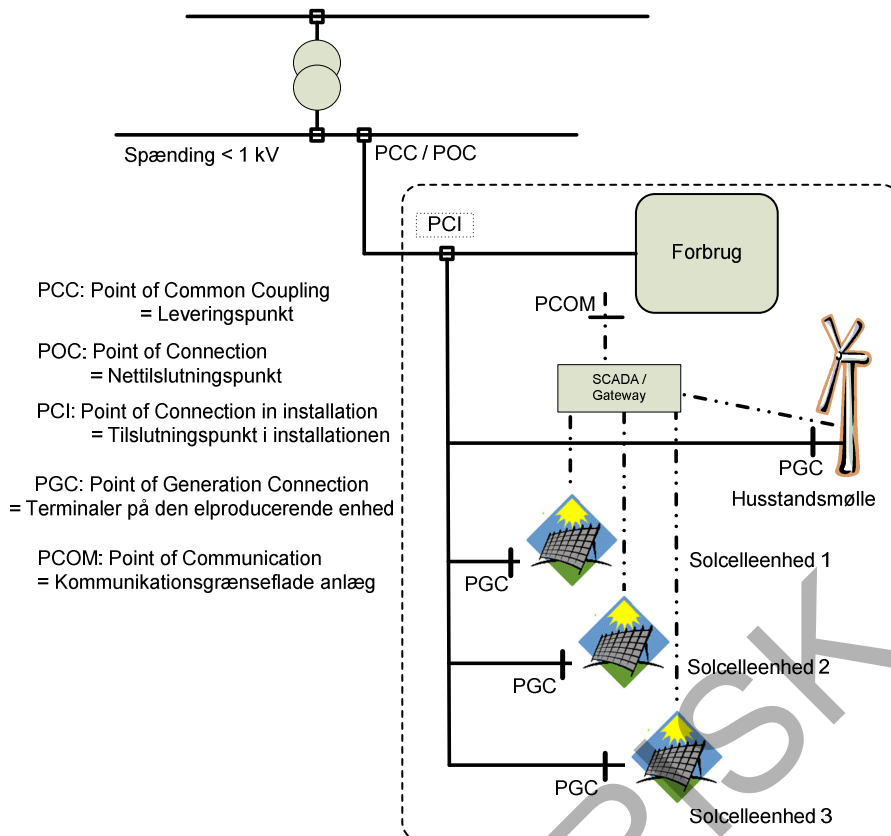 Spænding < 1 kV
PCC / POC
PCI
Forbrug
PCC: Point of Common Coupling
= Leveringspunkt
POC: Point of Connection
= Nettilslutningspunkt
PCI: Point of Connection in installation
= Tilslutningspunkt i installationen
PGC: Point of Generation Connection
= Terminaler på den elproducerende enhed
PCOM: Point of Communication
= Kommunikationsgrænseflade anlæg
PCOM
SCADA /
Gateway
PGC
Husstandsmølle
Solcelleenhed 1
PGC
Solcelleenhed 2
PGC
PGC
Solcelleenhed 3
PISK